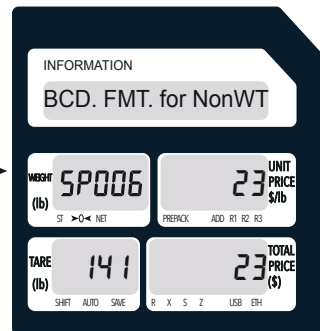 INFORMATION
BCD. FMT. for NonWT
WEIGHT
(lb)
SP006
ST >0< NET
23
UNIT
PRICE
$/lb
PREPACK ADD R1 R2 R3
TARE
(lb)
141
SHIFT AUTO SAVE
23
TOTAL
PRICE
($)
R X S Z USB ETH